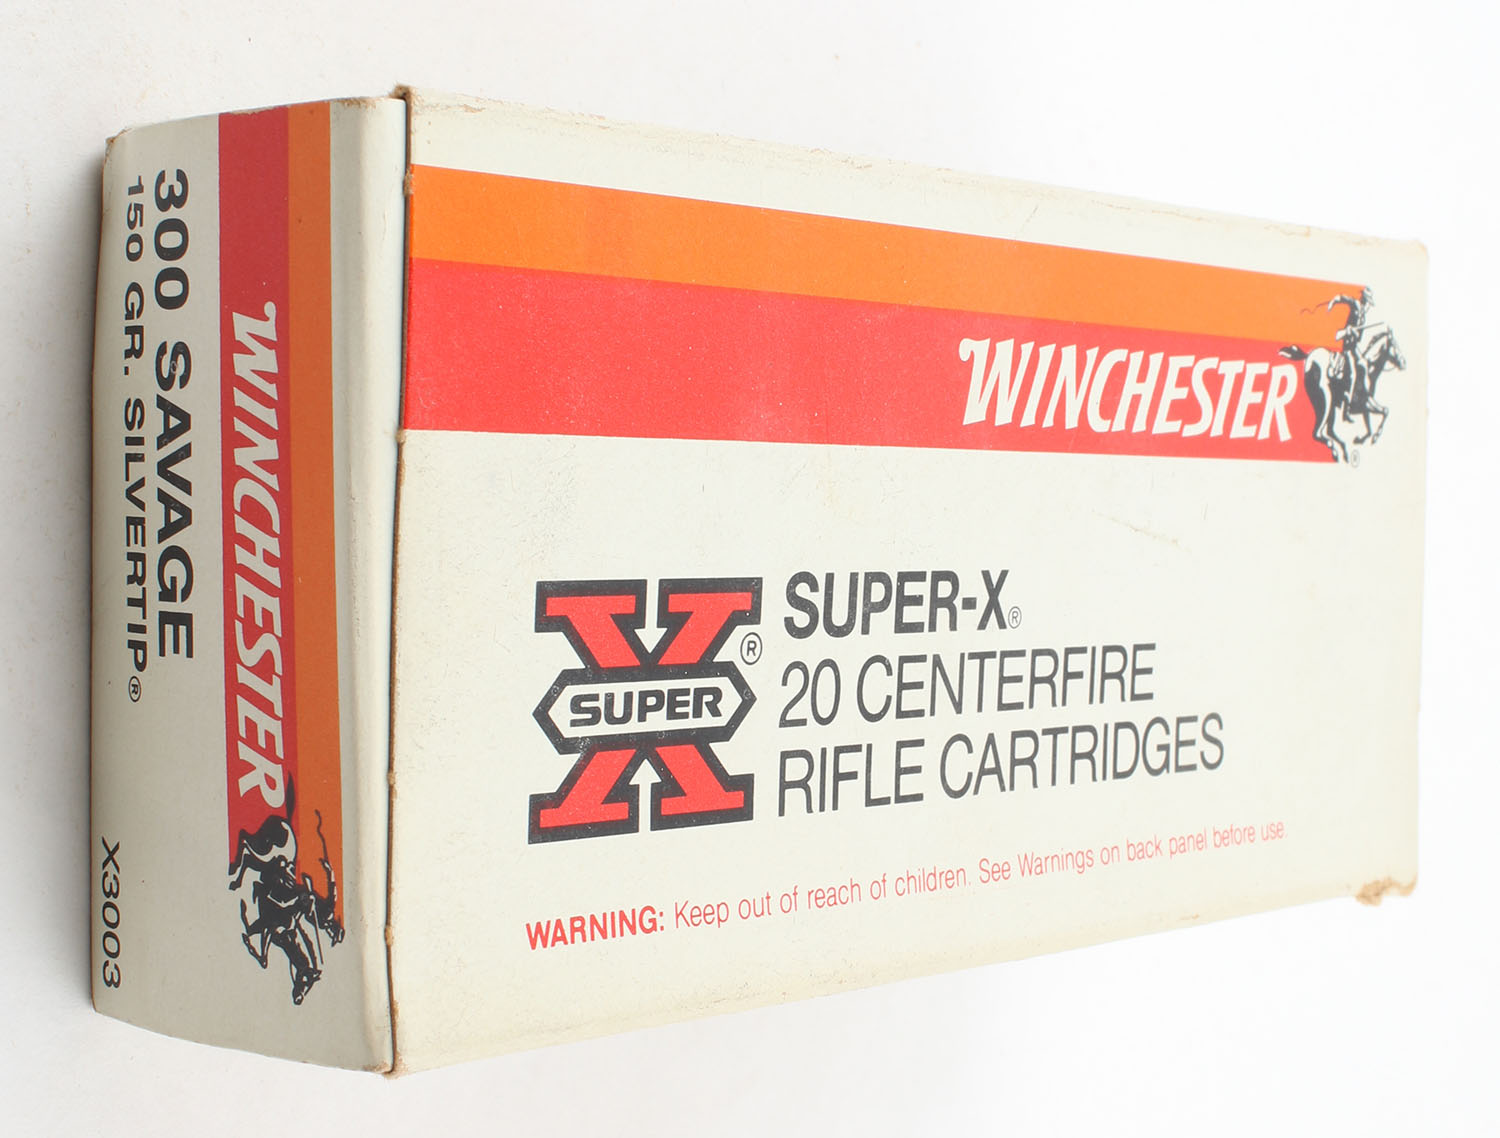 WINCHESTER
®
SUPER
®
SUPER-X®
20 CENTERFIRE
RIFLE CARTRIDGES
WARNING: Keep out of reach of children. See Warnings on back panel before use.
WINCHESTER
300 SAVAGE
150 GR. SILVERTIP®
X3003